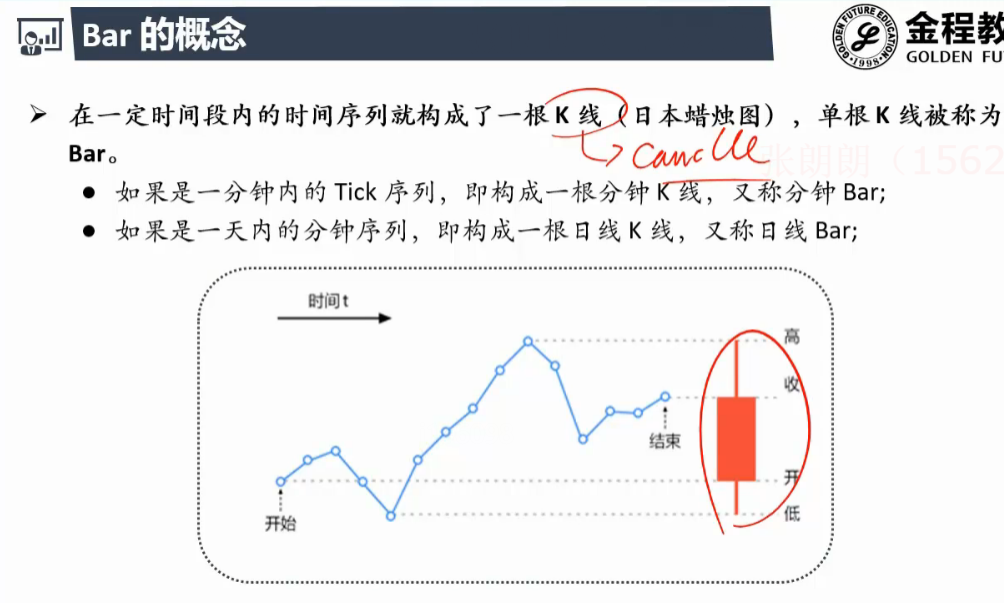 Bar 的概念
GOLDEN FUTURE EDUCATION
·1998·
金程教
GOLDEN FU
➤ 在一定时间段内的时间序列就构成了一根 K 线（日本蜡烛图），单根 K 线被称为
Bar。
Candle
张朗朗（1562
● 如果是一分钟内的 Tick 序列，即构成一根分钟 K 线，又称分钟 Bar;
● 如果是一天内的分钟序列，即构成一根日线 K 线，又称日线 Bar;
时间 t
高
收
结束
开
低
开始